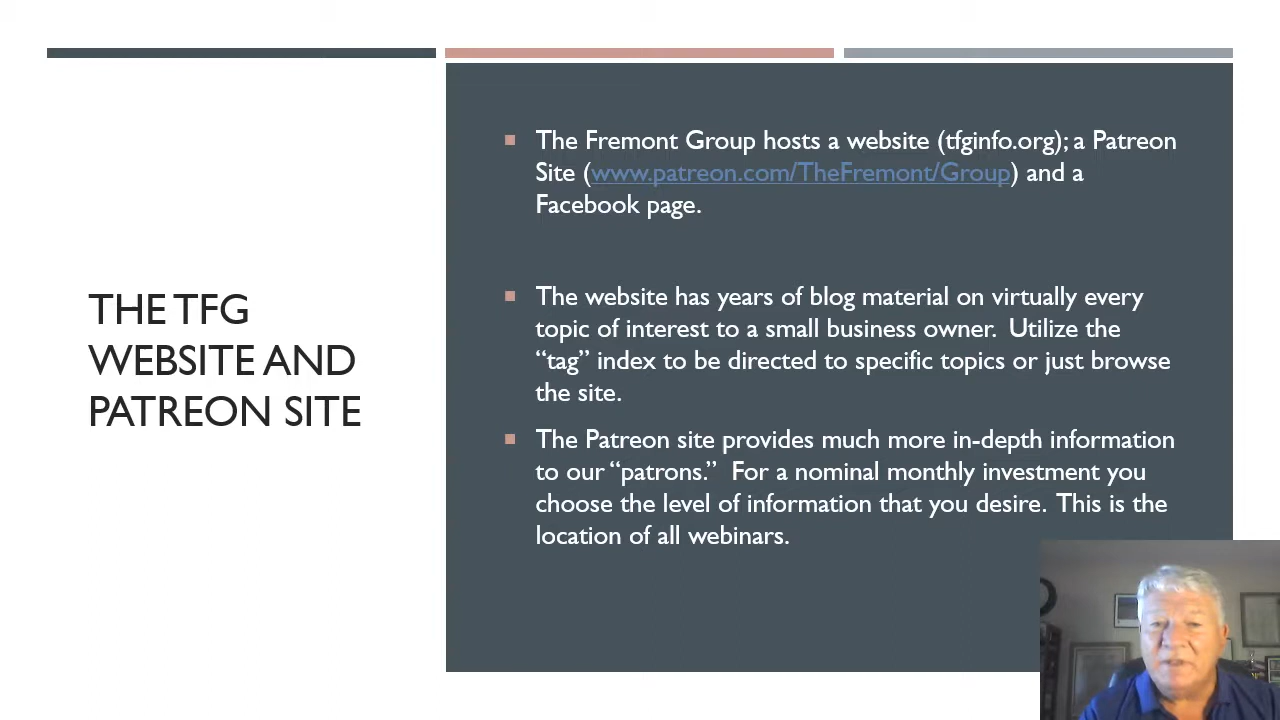 THE TFG
WEBSITE AND
PATREON SITE
The Fremont Group hosts a website (tfginfo.org); a Patreon
Site (www.patreon.com/TheFremont/Group) and a
Facebook page.
The website has years of blog material on virtually every
topic of interest to a small business owner.  Utilize the
“tag” index to be directed to specific topics or just browse
the site.
The Patreon site provides much more in-depth information
to our “patrons.”  For a nominal monthly investment you
choose the level of information that you desire.  This is the
location of all webinars.